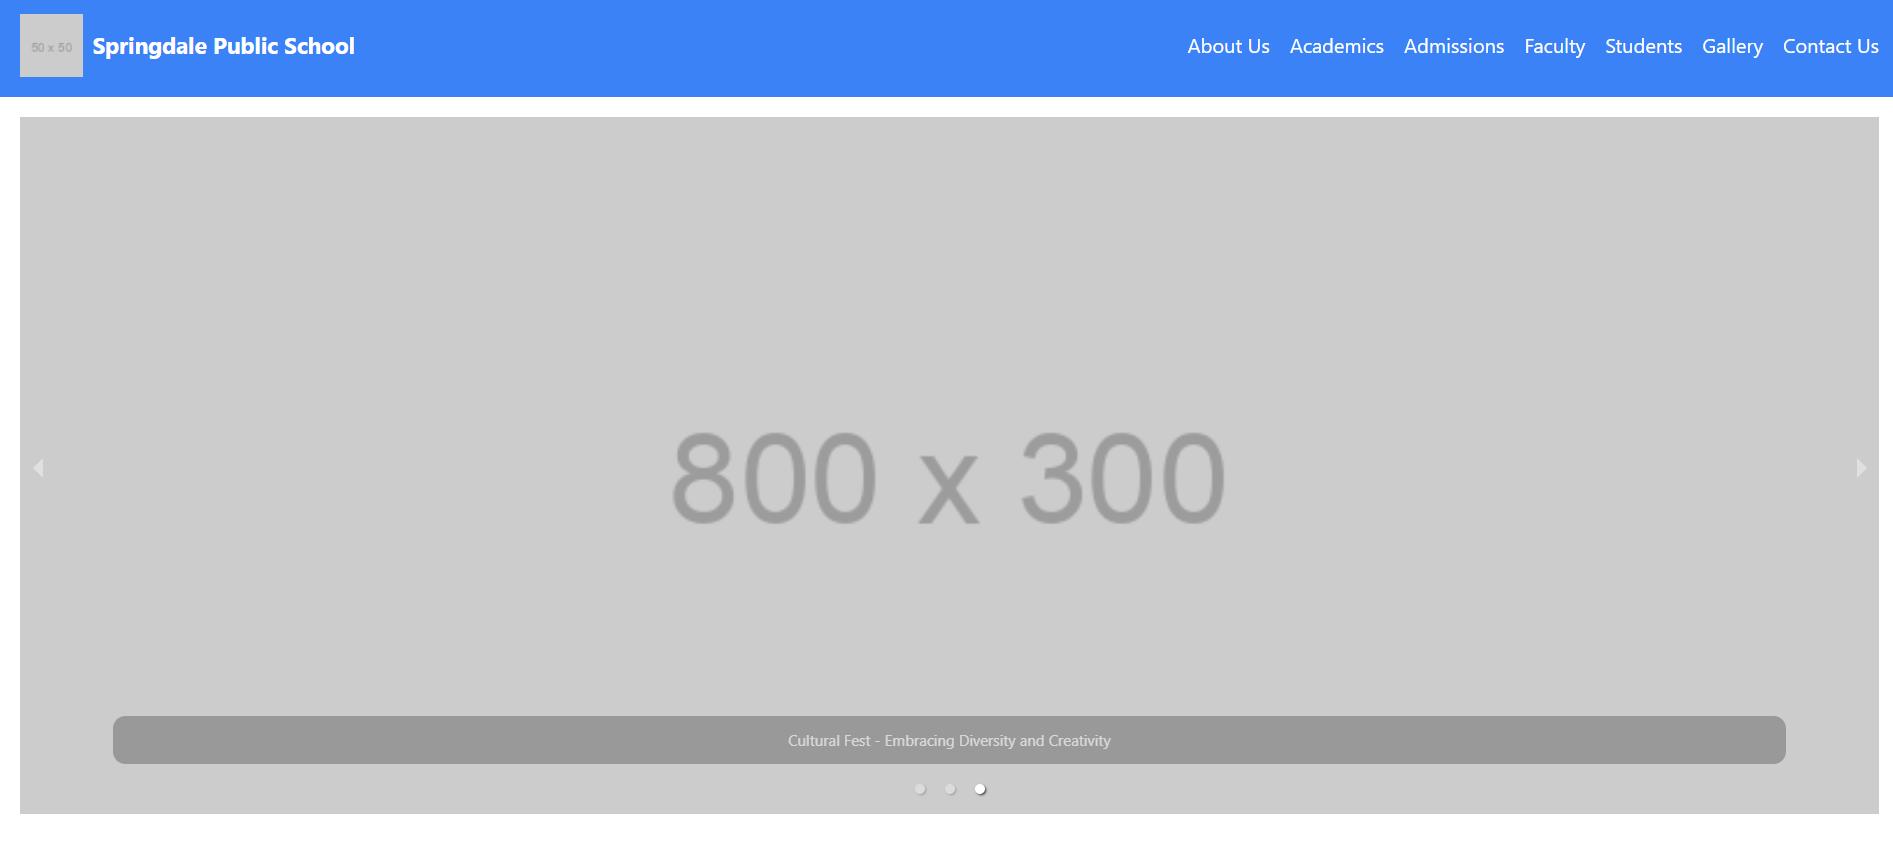 50 x 50
Springdale Public School
About Us Academics Admissions Faculty Students Gallery Contact Us
800 x 300
Cultural Fest - Embracing Diversity and Creativity